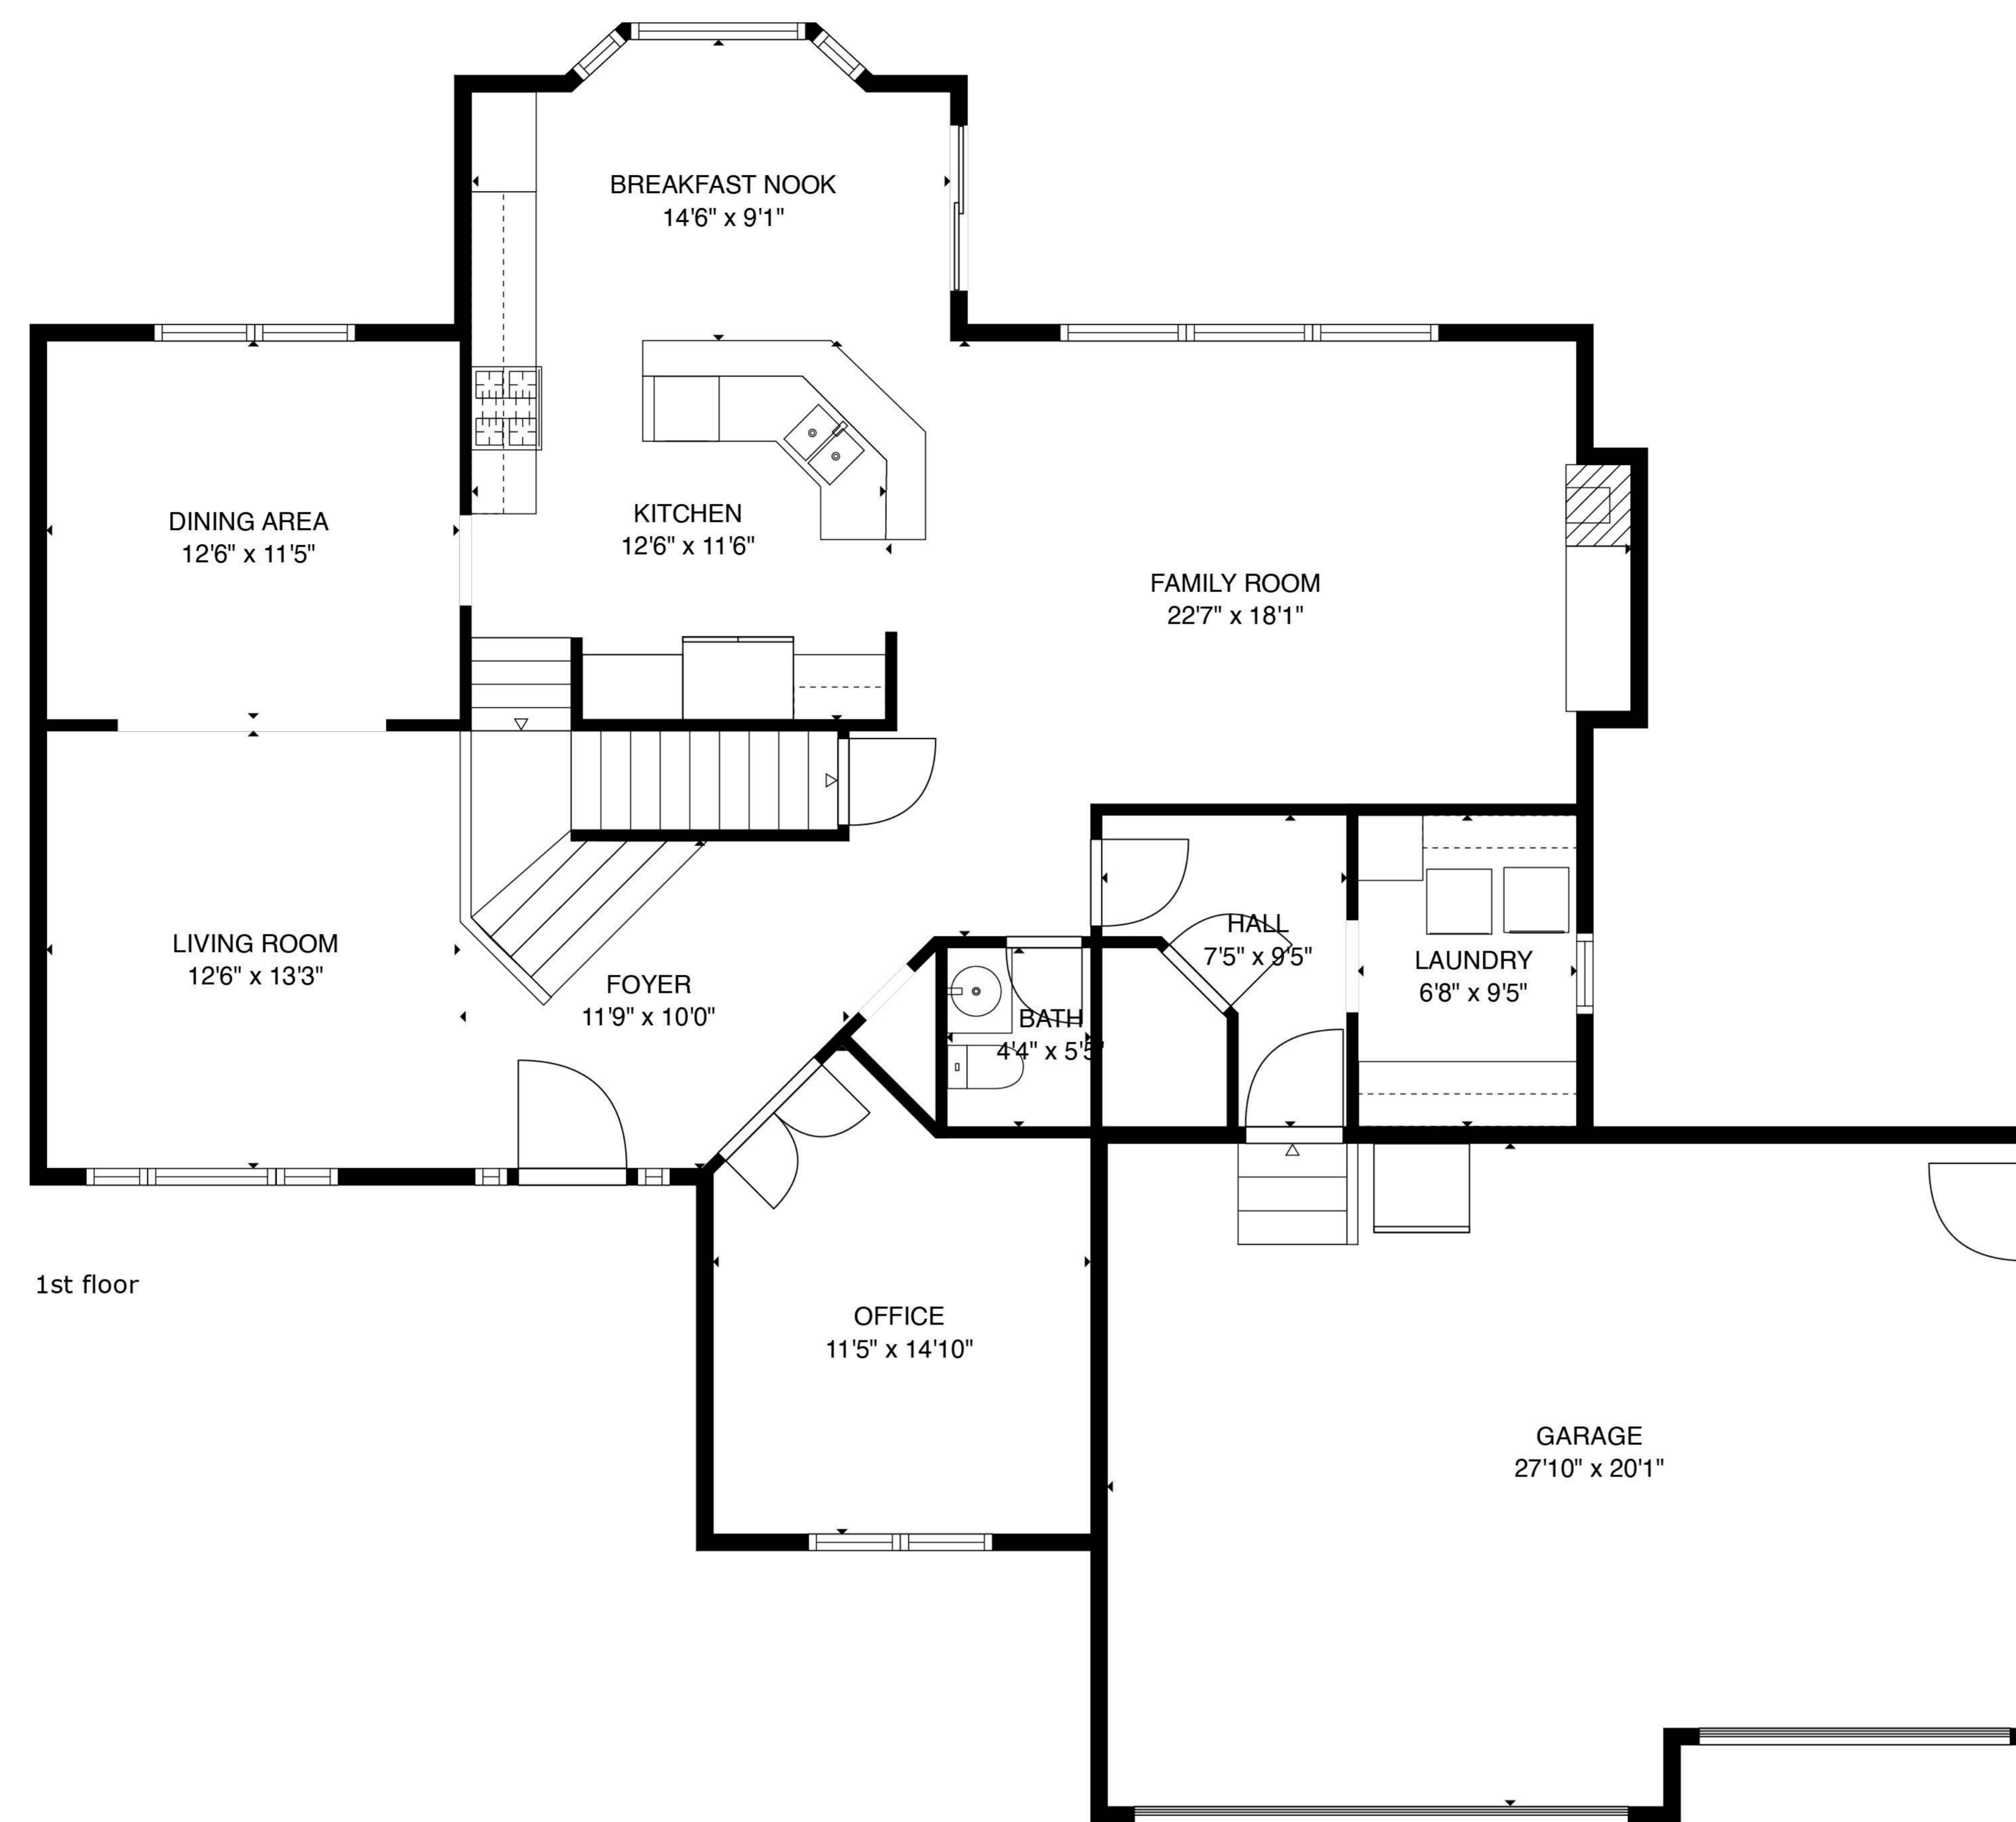 BREAKFAST NOOK
14'6" x 9'1"
DINING AREA
12'6" x 11'5"
KITCHEN
12'6" x 11'6"
FAMILY ROOM
22'7" x 18'1"
LIVING ROOM
12'6" x 13'3"
FOYER
11'9" x 10'0"
HALL
7'5" x 9'5"
LAUNDRY
6'8" x 9'5"
BATH
4'4" x 5'5"
1st floor
OFFICE
11'5" x 14'10"
GARAGE
27'10" x 20'1"